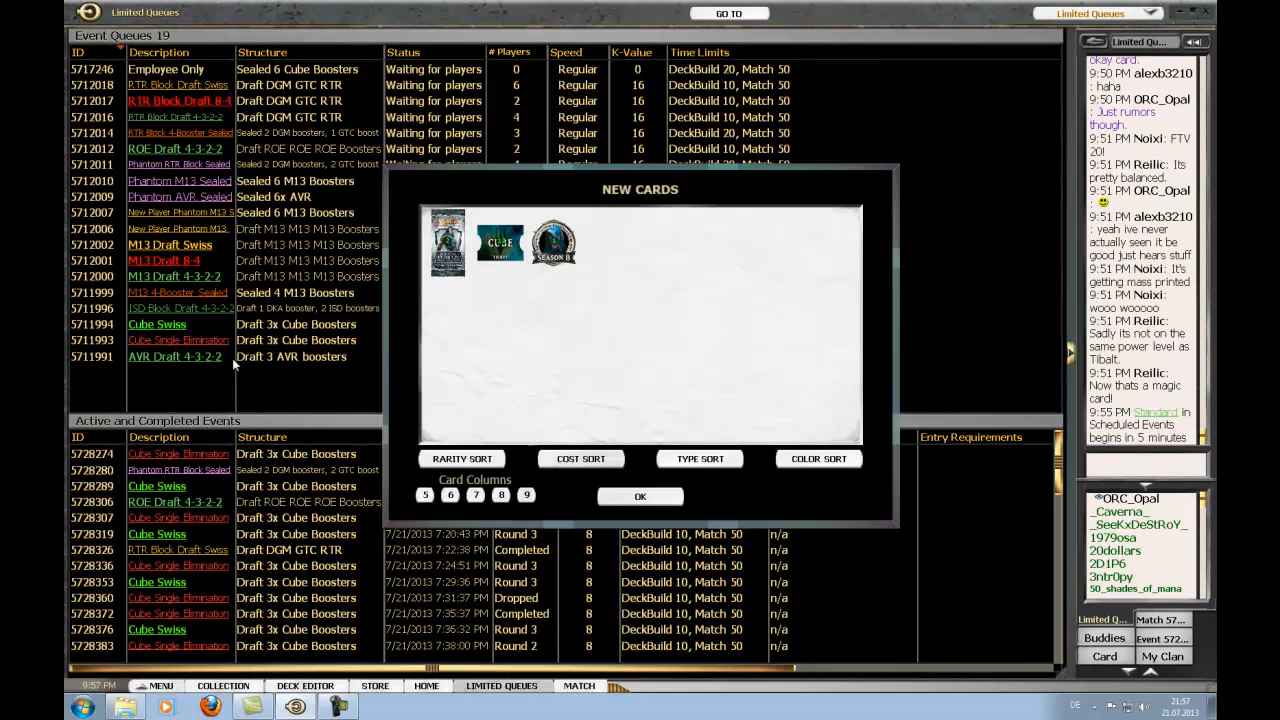 Limited Queues
GO TO
Limited Queues
Event Queues 19
ID Description Structure Status # Players Speed K-Value Time Limits
5717246 Employee Only Sealed 6 Cube Boosters Waiting for players 0 Regular 0 DeckBuild 20, Match 50
5712018 RTR Block Draft Swiss Draft DGM GTC RTR Waiting for players 6 Regular 16 DeckBuild 10, Match 50
5712017 RTR Block Draft 8-4 Draft DGM GTC RTR Waiting for players 2 Regular 16 DeckBuild 10, Match 50
5712016 RTR Block Draft 4-3-2-2 Draft DGM GTC RTR Waiting for players 4 Regular 16 DeckBuild 10, Match 50
5712014 RTR Block 4-Booster Sealed Sealed 2 DGM boosters, 1 GTC boost Waiting for players 3 Regular 16 DeckBuild 20, Match 50
5712012 ROE Draft 4-3-2-2 Draft ROE ROE ROE Boosters Waiting for players 2 Regular 16 DeckBuild 10, Match 50
5712011 Phantom RTR Block Sealed Sealed 2 DGM boosters, 2 GTC boost
5712010 Phantom M13 Sealed Sealed 6 M13 Boosters
5712009 Phantom AVR Sealed Sealed 6x AVR
5712007 New Player Phantom M13 S Sealed 6 M13 Boosters
5712006 New Player Phantom M13 Draft M13 M13 M13 Boosters
5712002 M13 Draft Swiss Draft M13 M13 M13 Boosters
5712001 M13 Draft 8-4 Draft M13 M13 M13 Boosters
5712000 M13 Draft 4-3-2-2 Draft M13 M13 M13 Boosters
5711999 M13 4-Booster Sealed Sealed 4 M13 Boosters
5711996 ISD Block Draft 4-3-2-2 Draft 1 DKA booster, 2 ISD boosters
5711994 Cube Swiss Draft 3x Cube Boosters
5711993 Cube Single Elimination Draft 3x Cube Boosters
5711991 AVR Draft 4-3-2-2 Draft 3 AVR boosters
NEW CARDS
CUBE
TICKET
SEASON 8
RARITY SORT COST SORT TYPE SORT COLOR SORT
Card Columns
5 6 7 8 9
OK
Active and Completed Events
ID Description Structure Entry Requirements
5728274 Cube Single Elimination Draft 3x Cube Boosters
5728280 Phantom RTR Block Sealed Sealed 2 DGM boosters, 2 GTC boost
5728289 Cube Swiss Draft 3x Cube Boosters
5728306 ROE Draft 4-3-2-2 Draft ROE ROE ROE Boosters
5728307 Cube Single Elimination Draft 3x Cube Boosters
5728319 Cube Swiss Draft 3x Cube Boosters 7/21/2013 7:20:43 PM Round 3 8 DeckBuild 10, Match 50 n/a
5728326 RTR Block Draft Swiss Draft DGM GTC RTR 7/21/2013 7:22:38 PM Completed 8 DeckBuild 10, Match 50 n/a
5728336 Cube Single Elimination Draft 3x Cube Boosters 7/21/2013 7:24:51 PM Round 3 8 DeckBuild 10, Match 50 n/a
5728353 Cube Swiss Draft 3x Cube Boosters 7/21/2013 7:29:36 PM Round 3 8 DeckBuild 10, Match 50 n/a
5728360 Cube Single Elimination Draft 3x Cube Boosters 7/21/2013 7:31:37 PM Dropped 8 DeckBuild 10, Match 50 n/a
5728372 Cube Single Elimination Draft 3x Cube Boosters 7/21/2013 7:35:37 PM Completed 8 DeckBuild 10, Match 50 n/a
5728376 Cube Swiss Draft 3x Cube Boosters 7/21/2013 7:36:32 PM Round 3 8 DeckBuild 10, Match 50 n/a
5728383 Cube Single Elimination Draft 3x Cube Boosters 7/21/2013 7:38:00 PM Round 2 8 DeckBuild 10, Match 50 n/a
Limited Qu...
okay card.
9:50 PM alexb3210
: haha
9:50 PM ORC_Opal
: Just rumors
though.
9:51 PM Noixi: FTV
20!
9:51 PM Reilic: Its
pretty balanced.
9:51 PM ORC_Opal
:
9:51 PM alexb3210
: yeah ive never
actually seen it be
good just hears stuff
9:51 PM Noixi: It's
getting mass printed
9:51 PM Noixi:
wooo wooooo
9:51 PM Reilic:
Sadly its not on the
same power level as
Tibalt.
9:51 PM Reilic:
Now thats a magic
card!
9:55 PM Standard in
Scheduled Events
begins in 5 minutes
ORC_Opal
_Caverna_
_SeeKxDeStRoY_
1979osa
20dollars
2D1P6
3ntr0py
50_shades_of_mana
Limited Q... Match 57...
Buddies Event 572...
Card My Clan
9:57 PM MENU COLLECTION DECK EDITOR STORE HOME LIMITED QUEUES MATCH
DE 21:57
21.07.2013